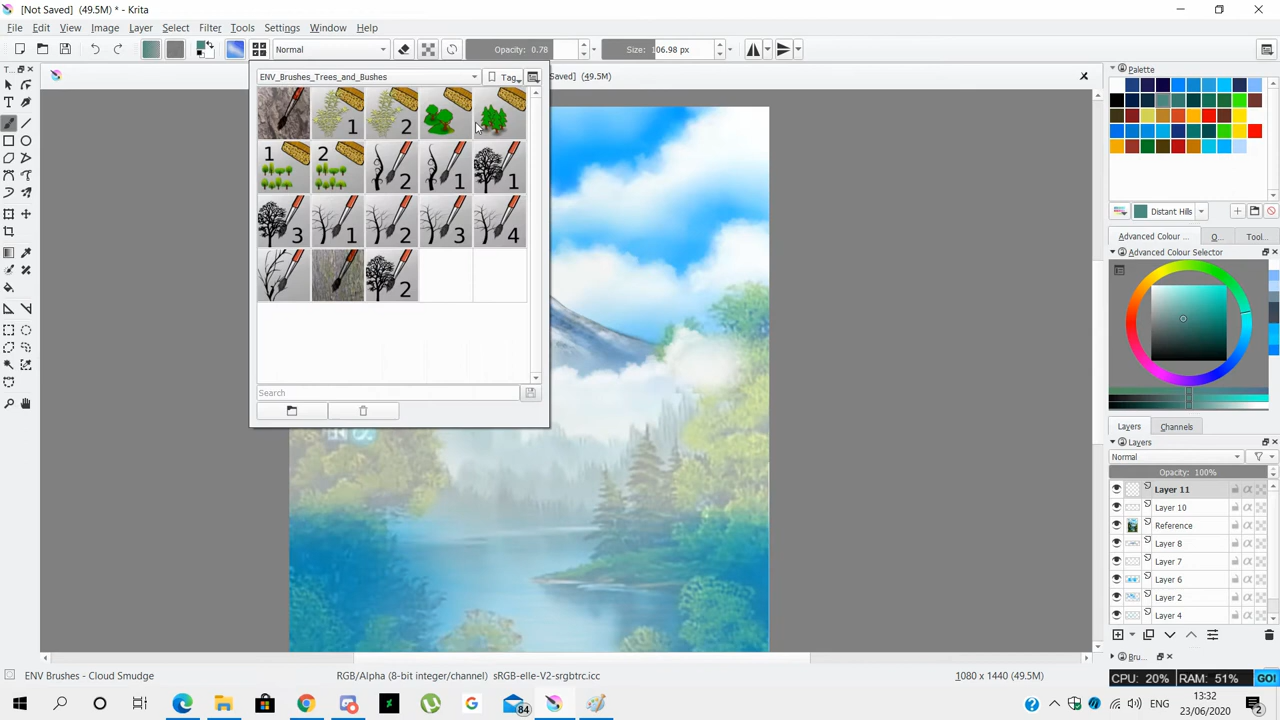 [Not Saved] (49.5M) * - Krita
File Edit View Image Layer Select Filter Tools Settings Window Help
Normal
Opacity: 0.78
Size: 106.98 px
ENV_Brushes_Trees_and_Bushes
Tag
Saved] (49.5M)
1 2
1 2 2 1 1
3 1 2 3 4
2
Search
To...
Palette
Distant Hills
Advanced Colour ... O... Tool...
Advanced Colour Selector
Layers Channels
Layers
Normal
Opacity: 100%
Layer 11
Layer 10
Reference
Layer 8
Layer 7
Layer 6
Layer 2
Layer 4
Bru...
ENV Brushes - Cloud Smudge
RGB/Alpha (8-bit integer/channel) sRGB-elle-V2-srgbtrc.icc
1080 x 1440 (49.5M)
CPU: 20% RAM: 51% GO!
84
ENG
13:32
23/06/2020
2